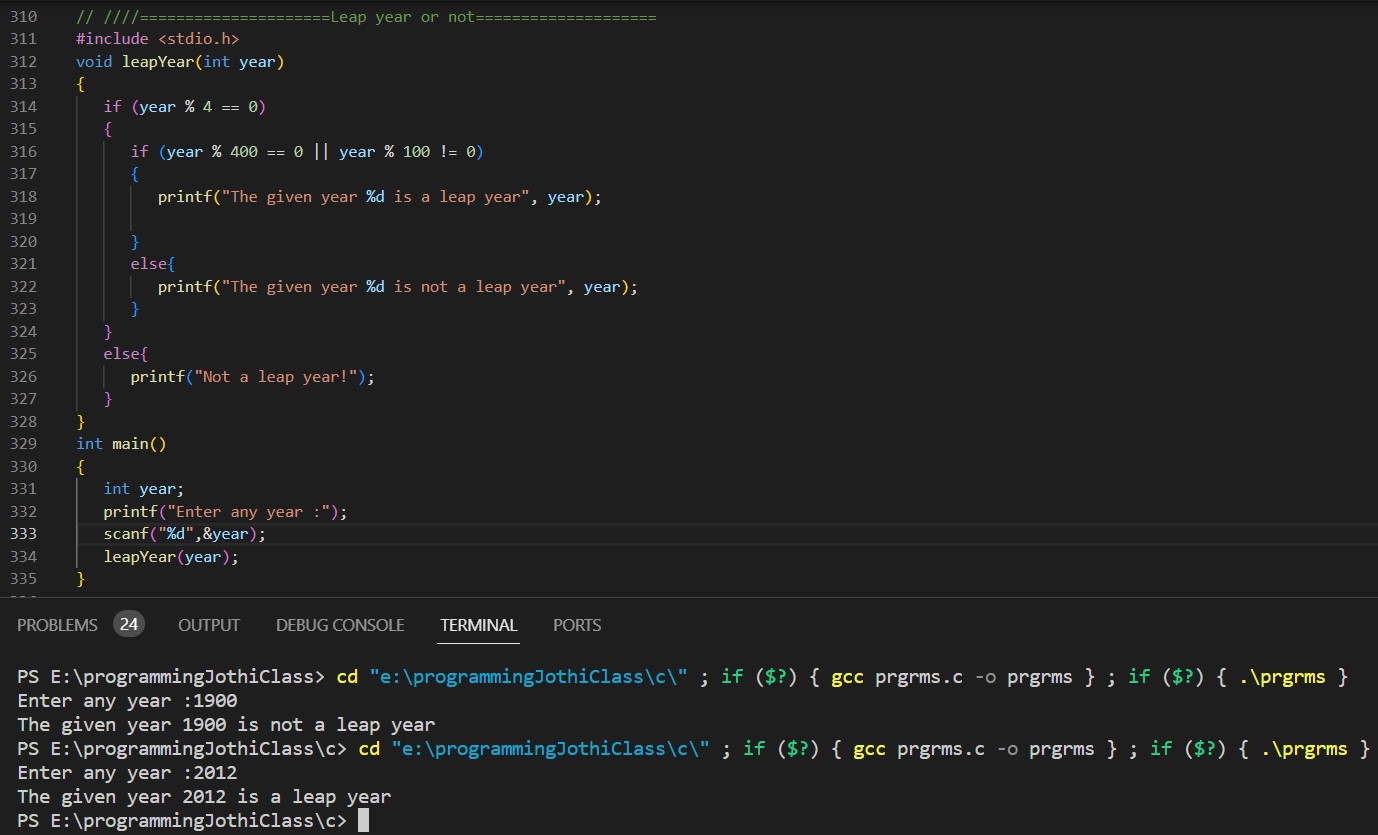 310 // ////=====================Leap year or not====================
311 #include <stdio.h>
312 void leapYear(int year)
313 {
314 if (year % 4 == 0)
315 {
316 if (year % 400 == 0 || year % 100 != 0)
317 {
318 printf("The given year %d is a leap year", year);
319
320 }
321 else{
322 printf("The given year %d is not a leap year", year);
323 }
324 }
325 else{
326 printf("Not a leap year!");
327 }
328 }
329 int main()
330 {
331 int year;
332 printf("Enter any year :");
333 scanf("%d",&year);
334 leapYear(year);
335 }
PROBLEMS 24 OUTPUT DEBUG CONSOLE TERMINAL PORTS
PS E:\programmingJothiClass> cd "e:\programmingJothiClass\c\" ; if ($?) { gcc prgrms.c -o prgrms } ; if ($?) { .\prgrms }
Enter any year :1900
The given year 1900 is not a leap year
PS E:\programmingJothiClass\c> cd "e:\programmingJothiClass\c\" ; if ($?) { gcc prgrms.c -o prgrms } ; if ($?) { .\prgrms }
Enter any year :2012
The given year 2012 is a leap year
PS E:\programmingJothiClass\c>